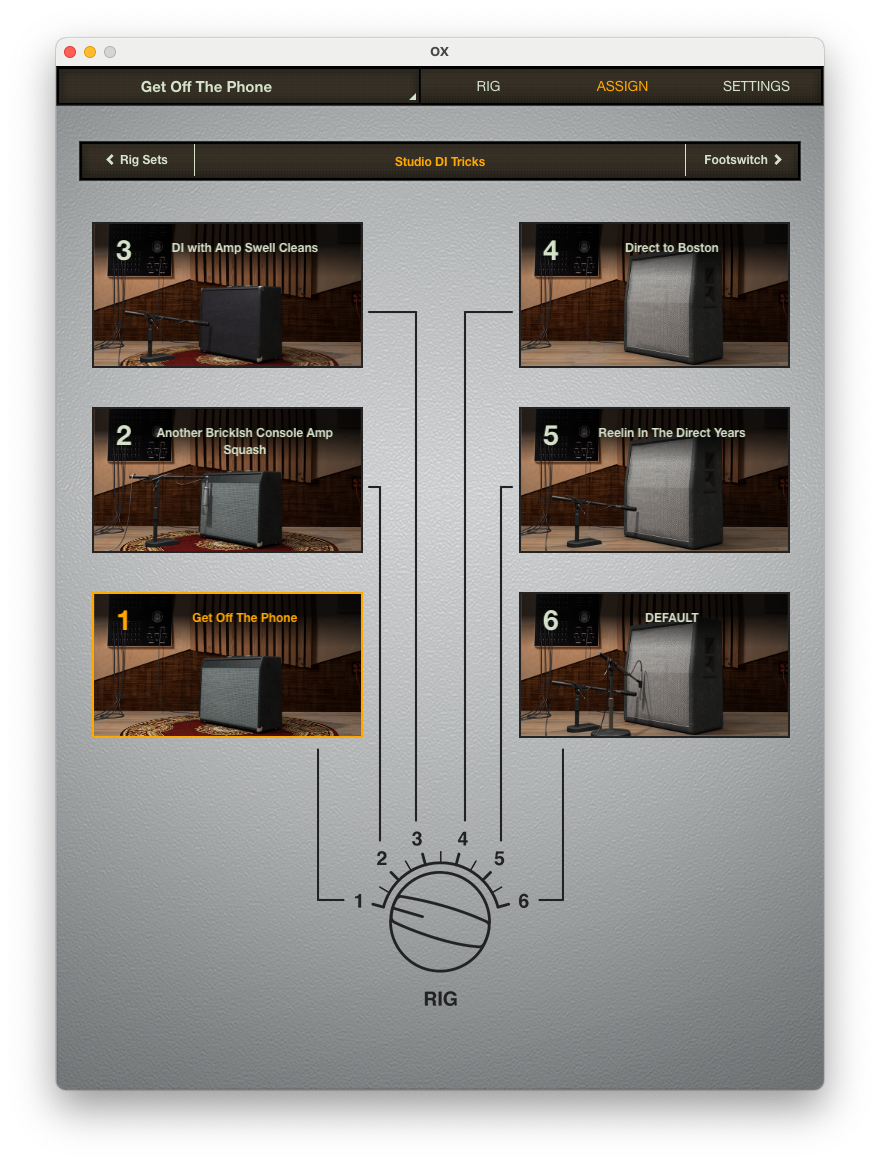 OX
Get Off The Phone
RIG
ASSIGN
SETTINGS
Rig Sets
Studio DI Tricks
Footswitch
3
DI with Amp Swell Cleans
4
Direct to Boston
2
Another BrickIsh Console Amp
Squash
5
Reelin In The Direct Years
1
Get Off The Phone
6
DEFAULT
3
4
2
5
1
6
RIG